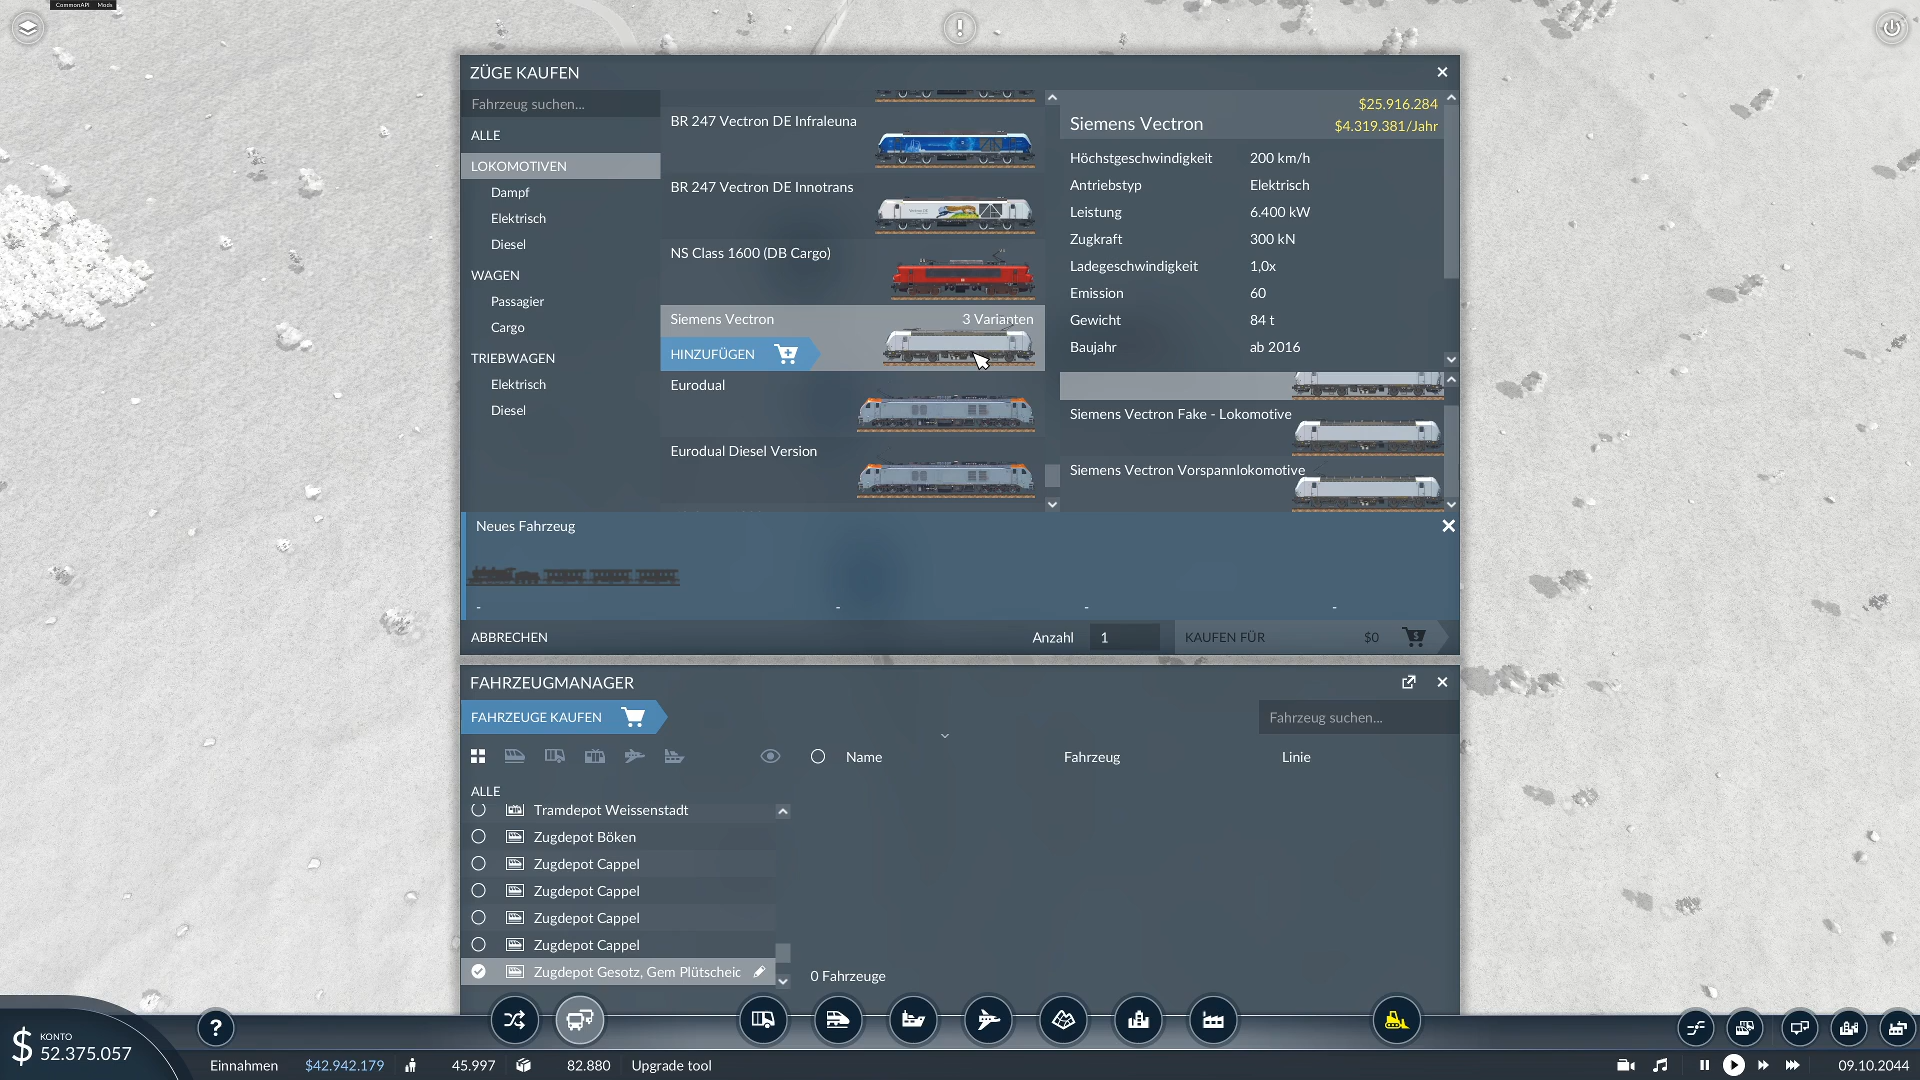 CommonAPI Mods
ZÜGE KAUFEN
Fahrzeug suchen...
ALLE
LOKOMOTIVEN
Dampf
Elektrisch
Diesel
WAGEN
Passagier
Cargo
TRIEBWAGEN
Elektrisch
Diesel
BR 247 Vectron DE Infraleuna
BR 247 Vectron DE Innotrans
NS Class 1600 (DB Cargo)
Siemens Vectron 3 Varianten
HINZUFÜGEN
Eurodual
Eurodual Diesel Version
$25.916.284
Siemens Vectron $4.319.381/Jahr
Höchstgeschwindigkeit 200 km/h
Antriebstyp Elektrisch
Leistung 6.400 kW
Zugkraft 300 kN
Ladegeschwindigkeit 1,0x
Emission 60
Gewicht 84 t
Baujahr ab 2016
Siemens Vectron Fake - Lokomotive
Siemens Vectron Vorspannlokomotive
Neues Fahrzeug
- - - -
ABBRECHEN Anzahl 1 KAUFEN FÜR $0
FAHRZEUGMANAGER
FAHRZEUGE KAUFEN Fahrzeug suchen...
Name Fahrzeug Linie
ALLE
Tramdepot Weissenstadt
Zugdepot Böken
Zugdepot Cappel
Zugdepot Cappel
Zugdepot Cappel
Zugdepot Cappel
Zugdepot Gesotz, Gem Plütscheic
0 Fahrzeuge
KONTO
$ 52.375.057
?
Einnahmen $42.942.179 45.997 82.880 Upgrade tool 09.10.2044